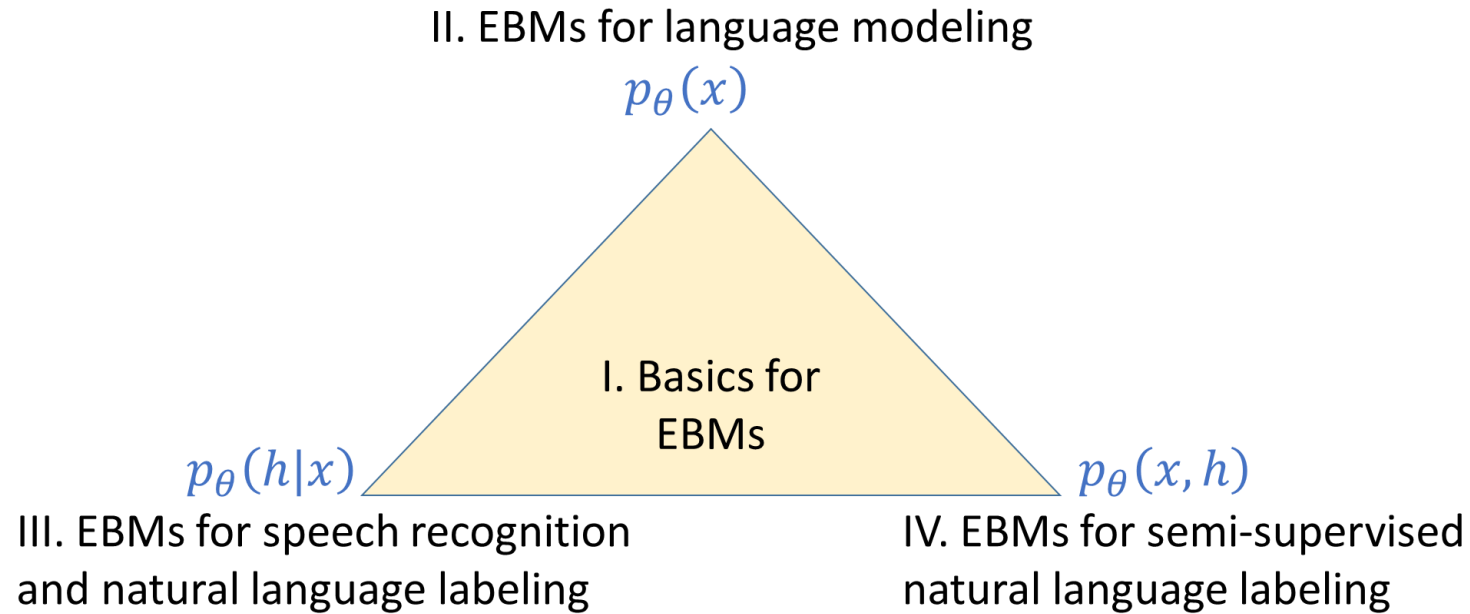 II. EBMs for language modeling
pθ(x)
I. Basics for
EBMs
pθ(h|x)
III. EBMs for speech recognition
and natural language labeling
pθ(x, h)
IV. EBMs for semi-supervised
natural language labeling